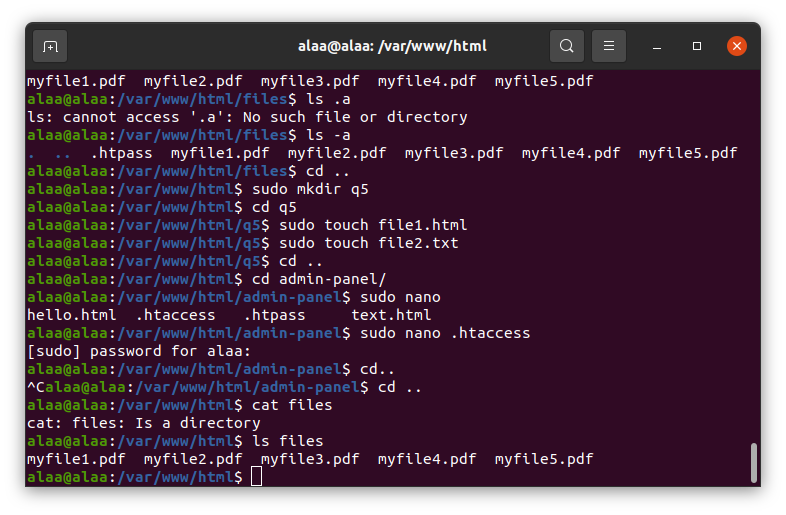 alaa@alaa: /var/www/html
myfile1.pdf  myfile2.pdf  myfile3.pdf  myfile4.pdf  myfile5.pdf
alaa@alaa:/var/www/html/files$ ls .a
ls: cannot access '.a': No such file or directory
alaa@alaa:/var/www/html/files$ ls -a
.  ..  .htpass  myfile1.pdf  myfile2.pdf  myfile3.pdf  myfile4.pdf  myfile5.pdf
alaa@alaa:/var/www/html/files$ cd ..
alaa@alaa:/var/www/html$ sudo mkdir q5
alaa@alaa:/var/www/html$ cd q5
alaa@alaa:/var/www/html/q5$ sudo touch file1.html
alaa@alaa:/var/www/html/q5$ sudo touch file2.txt
alaa@alaa:/var/www/html/q5$ cd ..
alaa@alaa:/var/www/html$ cd admin-panel/
alaa@alaa:/var/www/html/admin-panel$ sudo nano
hello.html  .htaccess   .htpass     text.html
alaa@alaa:/var/www/html/admin-panel$ sudo nano .htaccess
[sudo] password for alaa:
alaa@alaa:/var/www/html/admin-panel$ cd..
^Calaa@alaa:/var/www/html/admin-panel$ cd ..
alaa@alaa:/var/www/html$ cat files
cat: files: Is a directory
alaa@alaa:/var/www/html$ ls files
myfile1.pdf  myfile2.pdf  myfile3.pdf  myfile4.pdf  myfile5.pdf
alaa@alaa:/var/www/html$